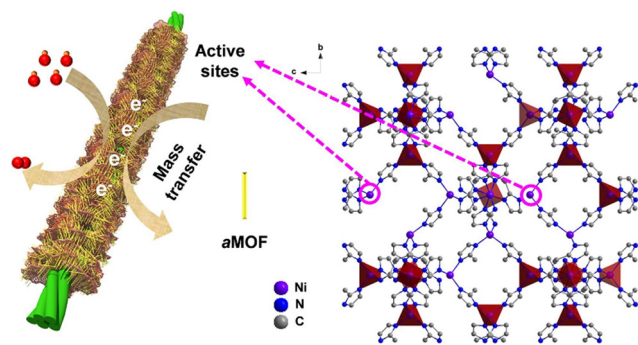 Active
sites
b
c
e⁻
e⁻
e⁻
e⁻
Mass
transfer
aMOF
Ni
N
C